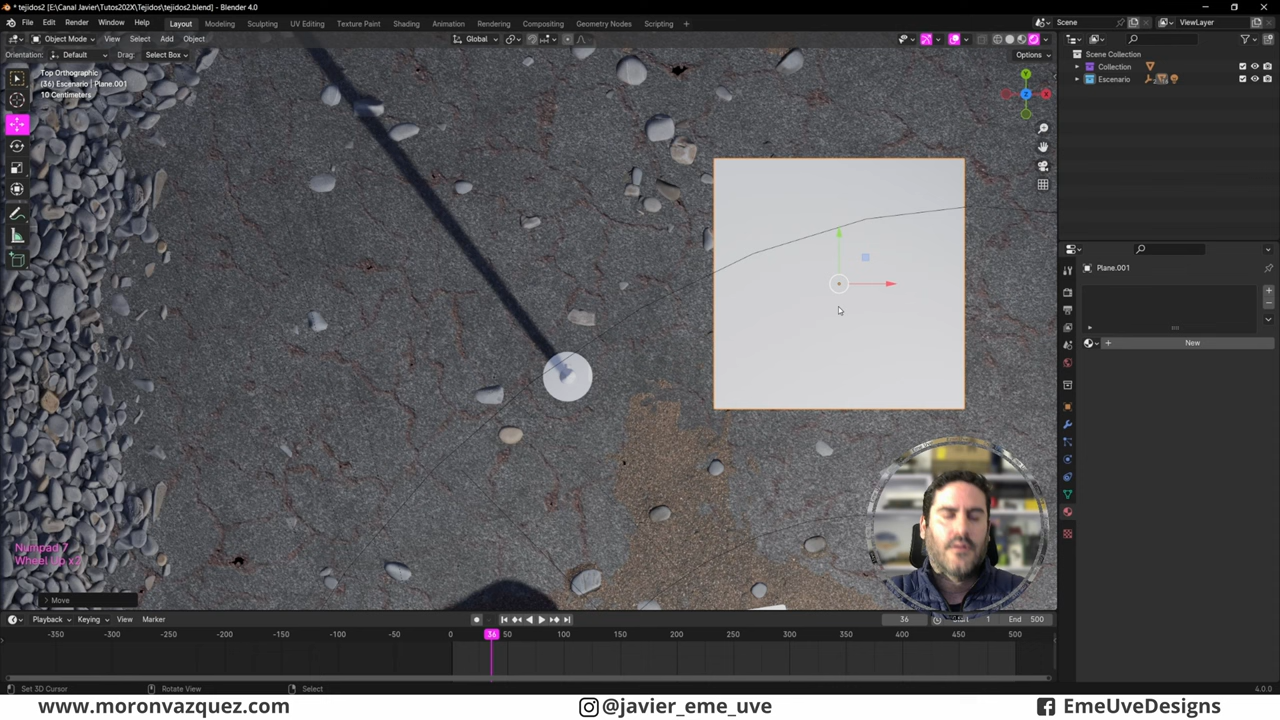 * tejidos2 [E:\Canal Javier\Tutos202X\Tejidos\tejidos2.blend] - Blender 4.0
File Edit Render Window Help Layout Modeling Sculpting UV Editing Texture Paint Shading Animation Rendering Compositing Geometry Nodes Scripting + Scene ViewLayer
Object Mode View Select Add Object Global
Orientation: Default Drag: Select Box Options
Top Orthographic
(36) Escenario | Plane.001
10 Centimeters
Y
Z
X
Scene Collection
Collection
Escenario
Plane.001
+ New
Numpad 7
Wheel Up
Move
Playback Keying View Marker 36 Start 1 End 500
-350 -300 -250 -200 -150 -100 -50 0 36 50 100 150 200 250 300 350 400 450 500
Set 3D Cursor Rotate View Select 4.0.0
www.moronvazquez.com @javier_eme_uve EmeUveDesigns